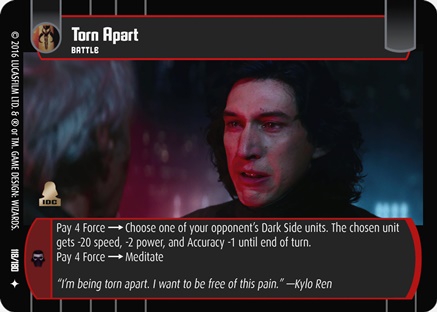 Torn Apart
BATTLE
© 2016 LUCASFILM LTD. & ® or TM. GAME DESIGN: WIZARDS.
118/180
IDC
Pay 4 Force → Choose one of your opponent's Dark Side units. The chosen unit
gets -20 speed, -2 power, and Accuracy -1 until end of turn.
Pay 4 Force → Meditate
"I'm being torn apart. I want to be free of this pain." —Kylo Ren